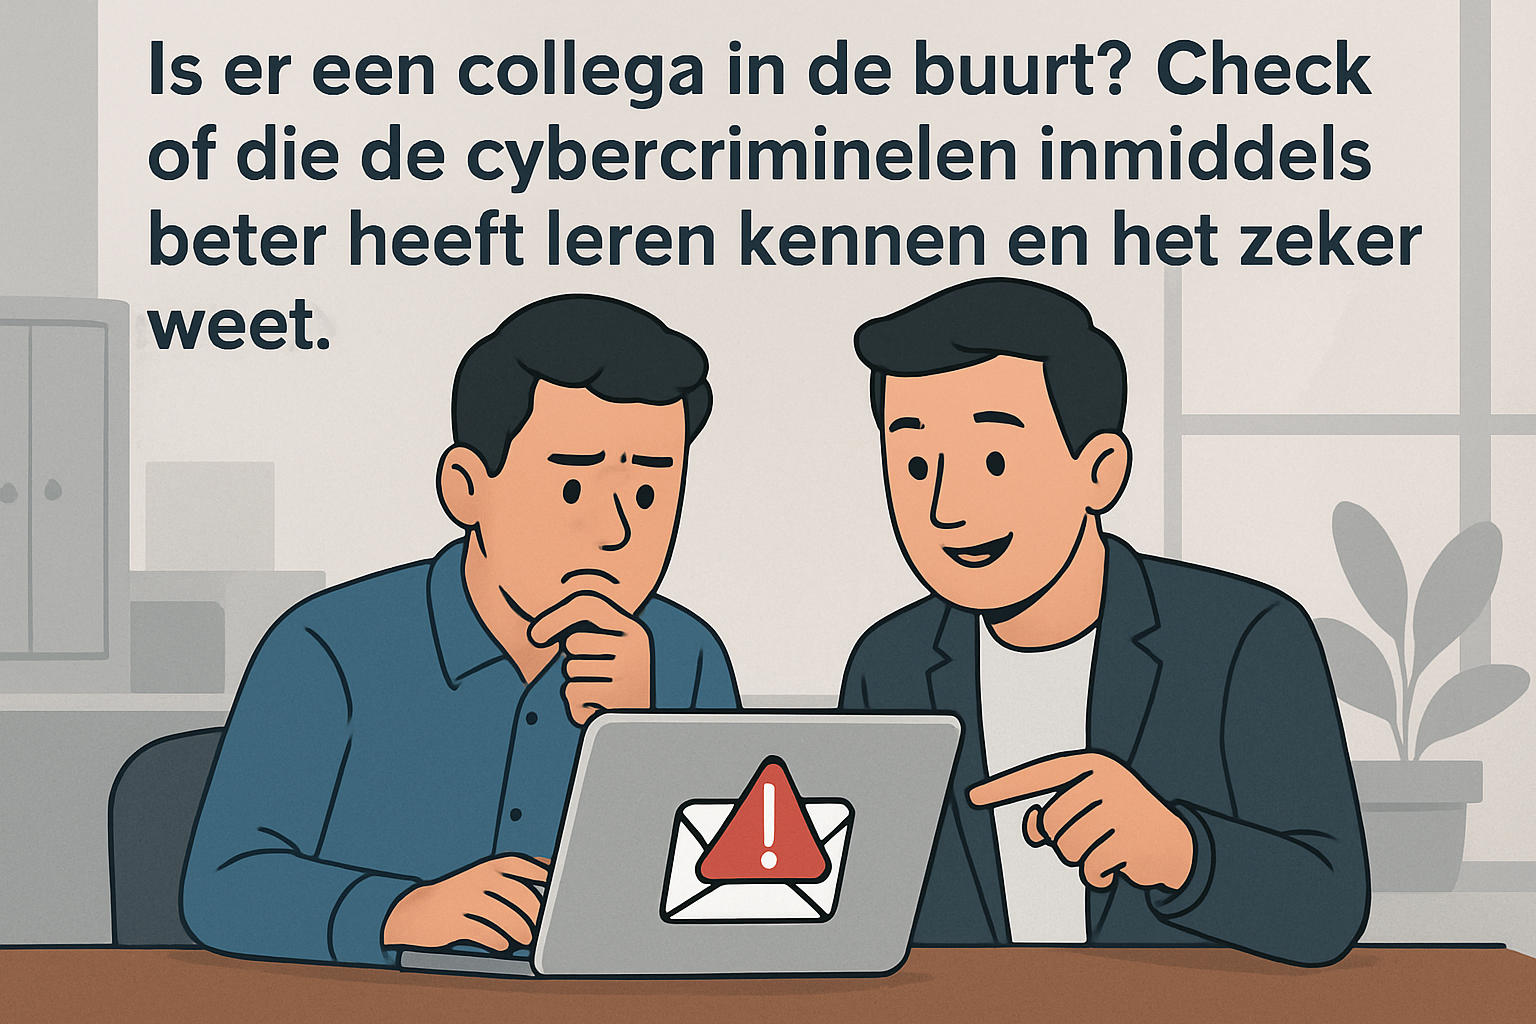 Is er een collega in de buurt? Check
of die de cybercriminelen inmiddels
beter heeft leren kennen en het zeker
weet.
!